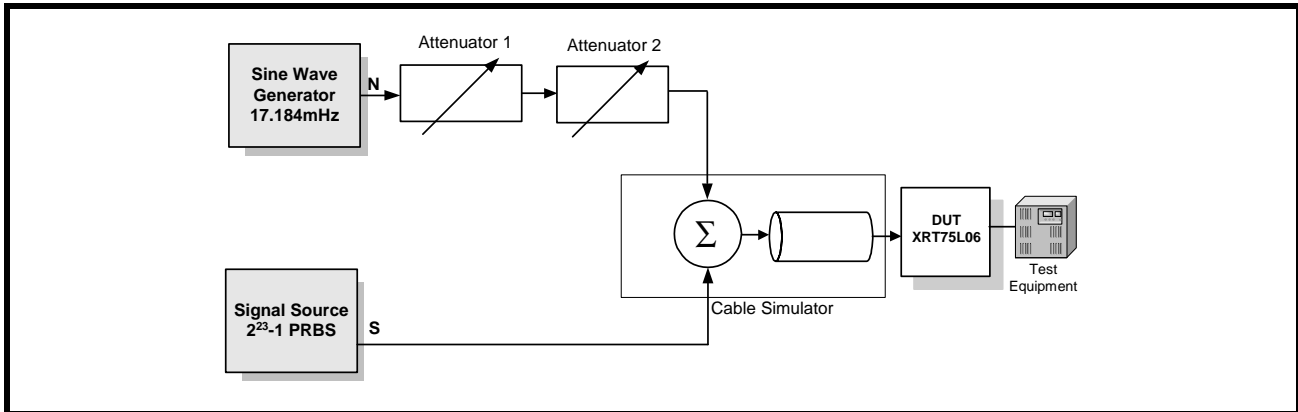 Attenuator 1
Attenuator 2
Sine Wave
Generator
17.184mHz
N
Σ
DUT
XRT75L06
Test
Equipment
Cable Simulator
Signal Source
2²³-1 PRBS
S